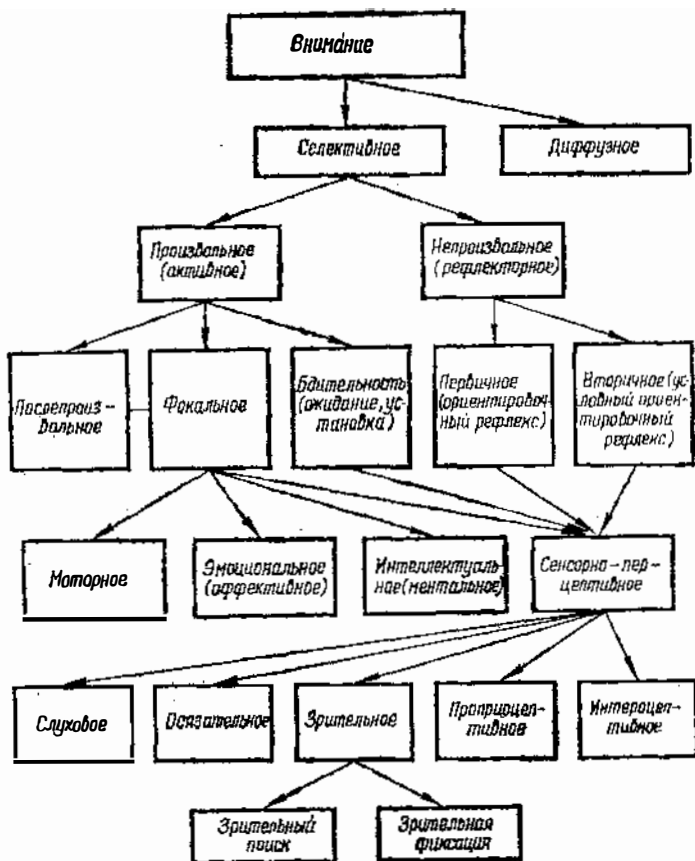 Внимание
Селективное
Диффузное
Произвольное
(активное)
Непроизвольное
(рефлекторное)
Послепроиз-
вольное
Фокальное
Бдительность
(ожидание, ус-
тановка)
Первичное
(ориентировоч-
ный рефлекс)
Вторичное (ус-
ловный ориен-
тировочный
рефлекс)
Моторное
Эмоциональное
(аффективное)
Интеллектуаль-
ное (ментальное)
Сенсорно-пер-
цептивное
Слуховое
Осязательное
Зрительное
Проприоцеп-
тивное
Интероцеп-
тивное
Зрительный
поиск
Зрительная
фиксация